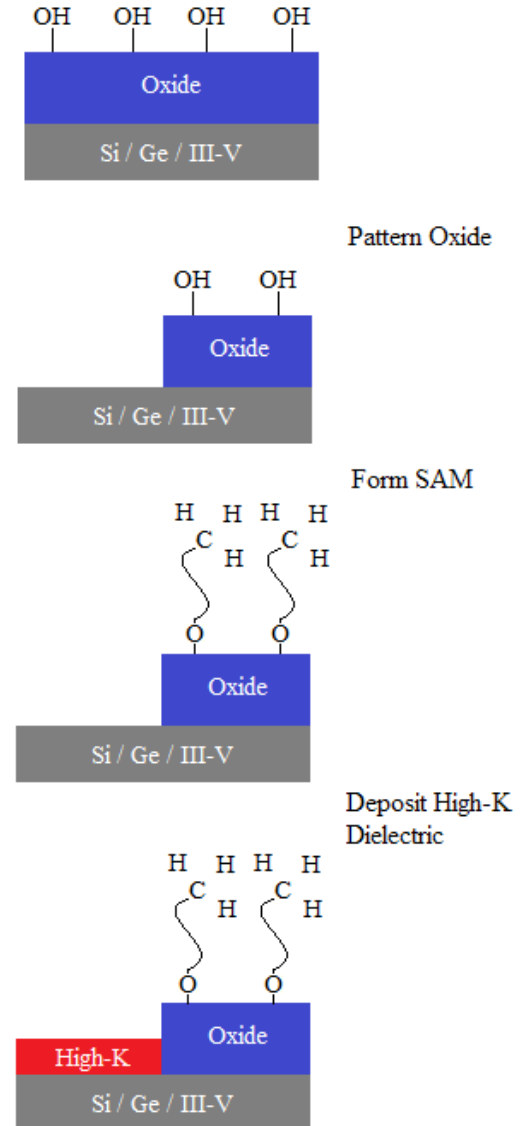 OH OH OH OH
Oxide
Si / Ge / III-V
Pattern Oxide
OH OH
Oxide
Si / Ge / III-V
Form SAM
H H H H
C C
H H
O O
Oxide
Si / Ge / III-V
Deposit High-K
Dielectric
H H H H
C C
H H
O O
Oxide
High-K
Si / Ge / III-V